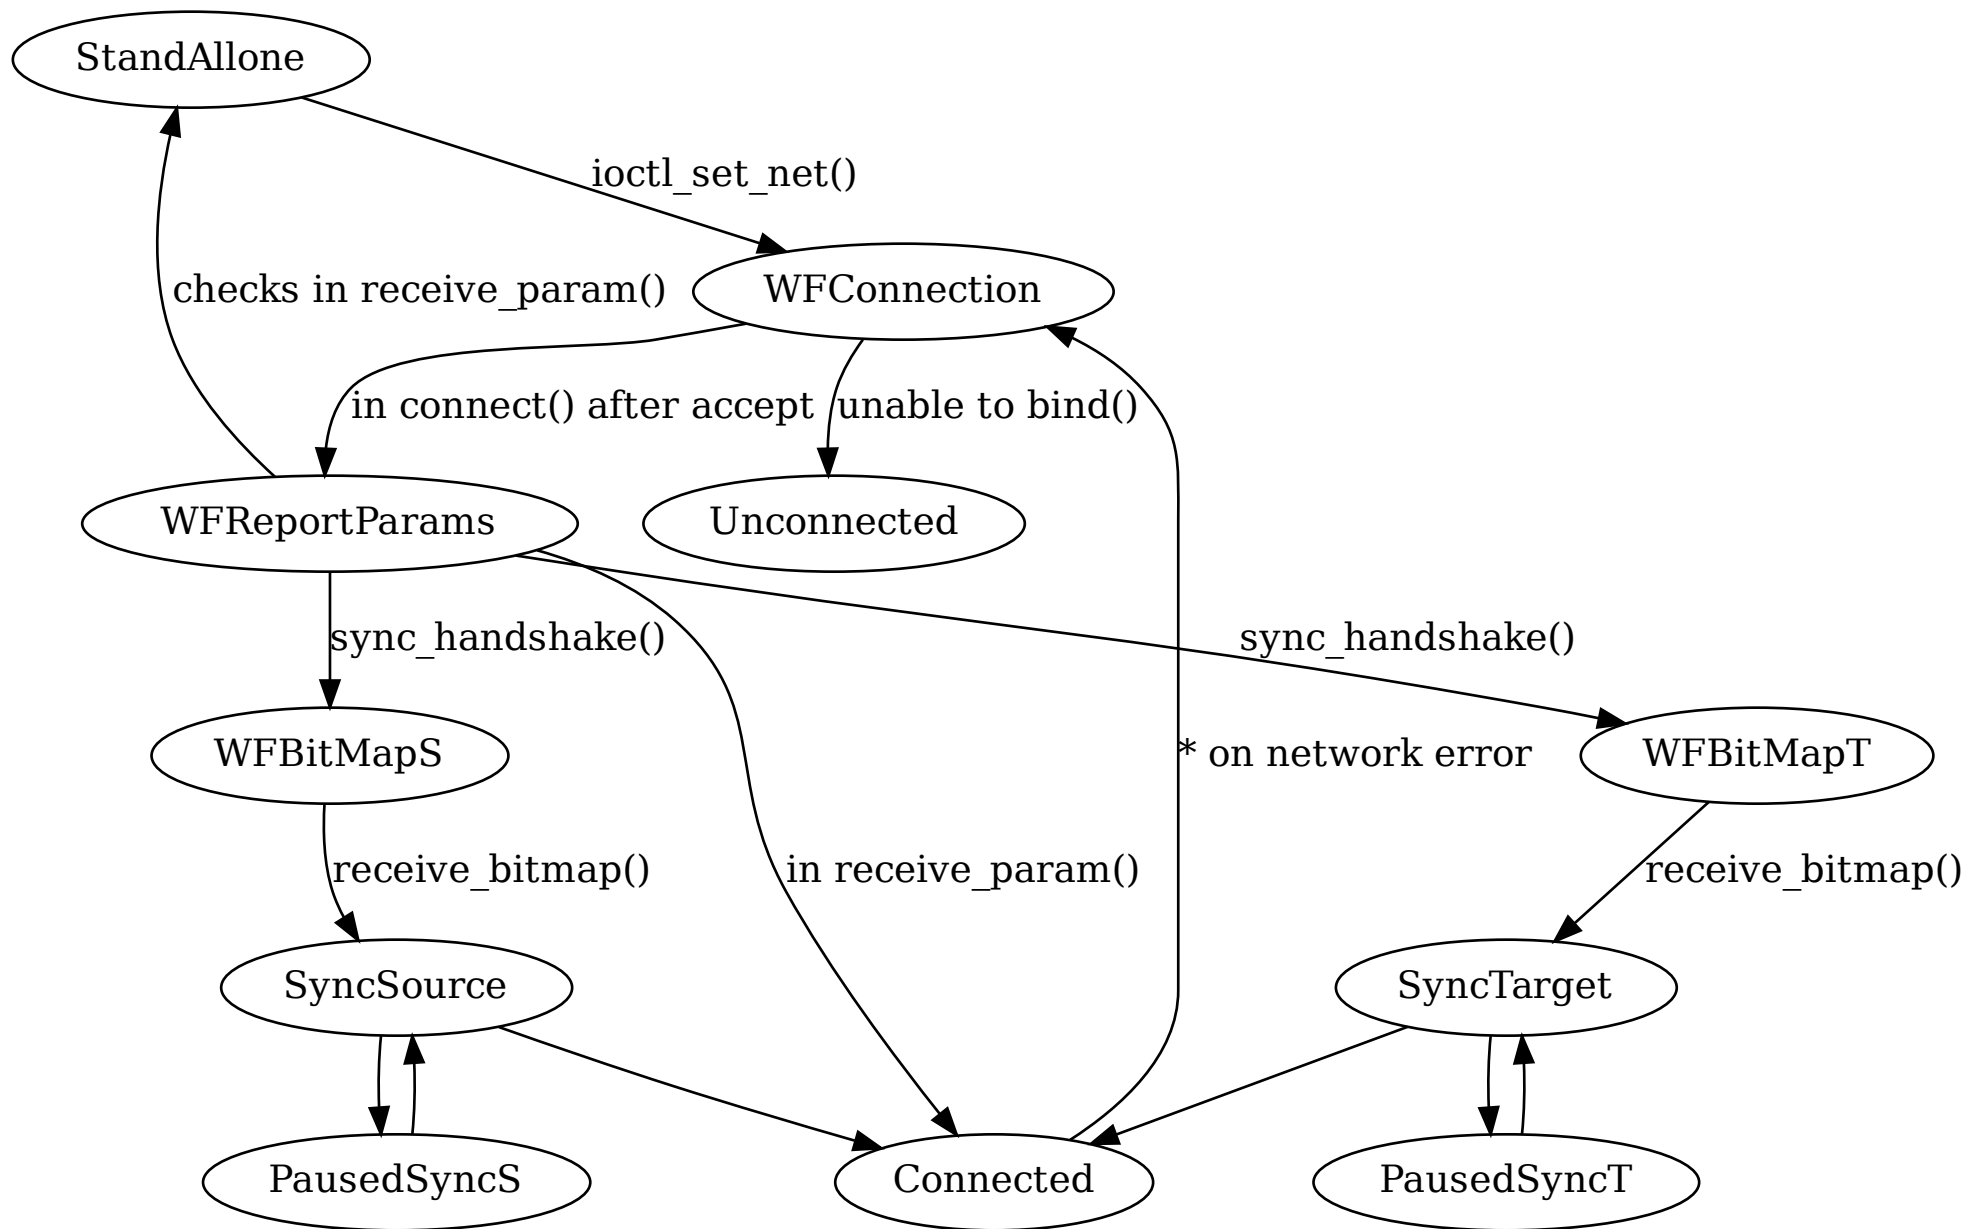 StandAllone
ioctl_set_net()
checks in receive_param()
WFConnection
in connect() after accept
unable to bind()
WFReportParams
Unconnected
sync_handshake()
sync_handshake()
WFBitMapS
* on network error
WFBitMapT
receive_bitmap()
in receive_param()
receive_bitmap()
SyncSource
SyncTarget
PausedSyncS
Connected
PausedSyncT